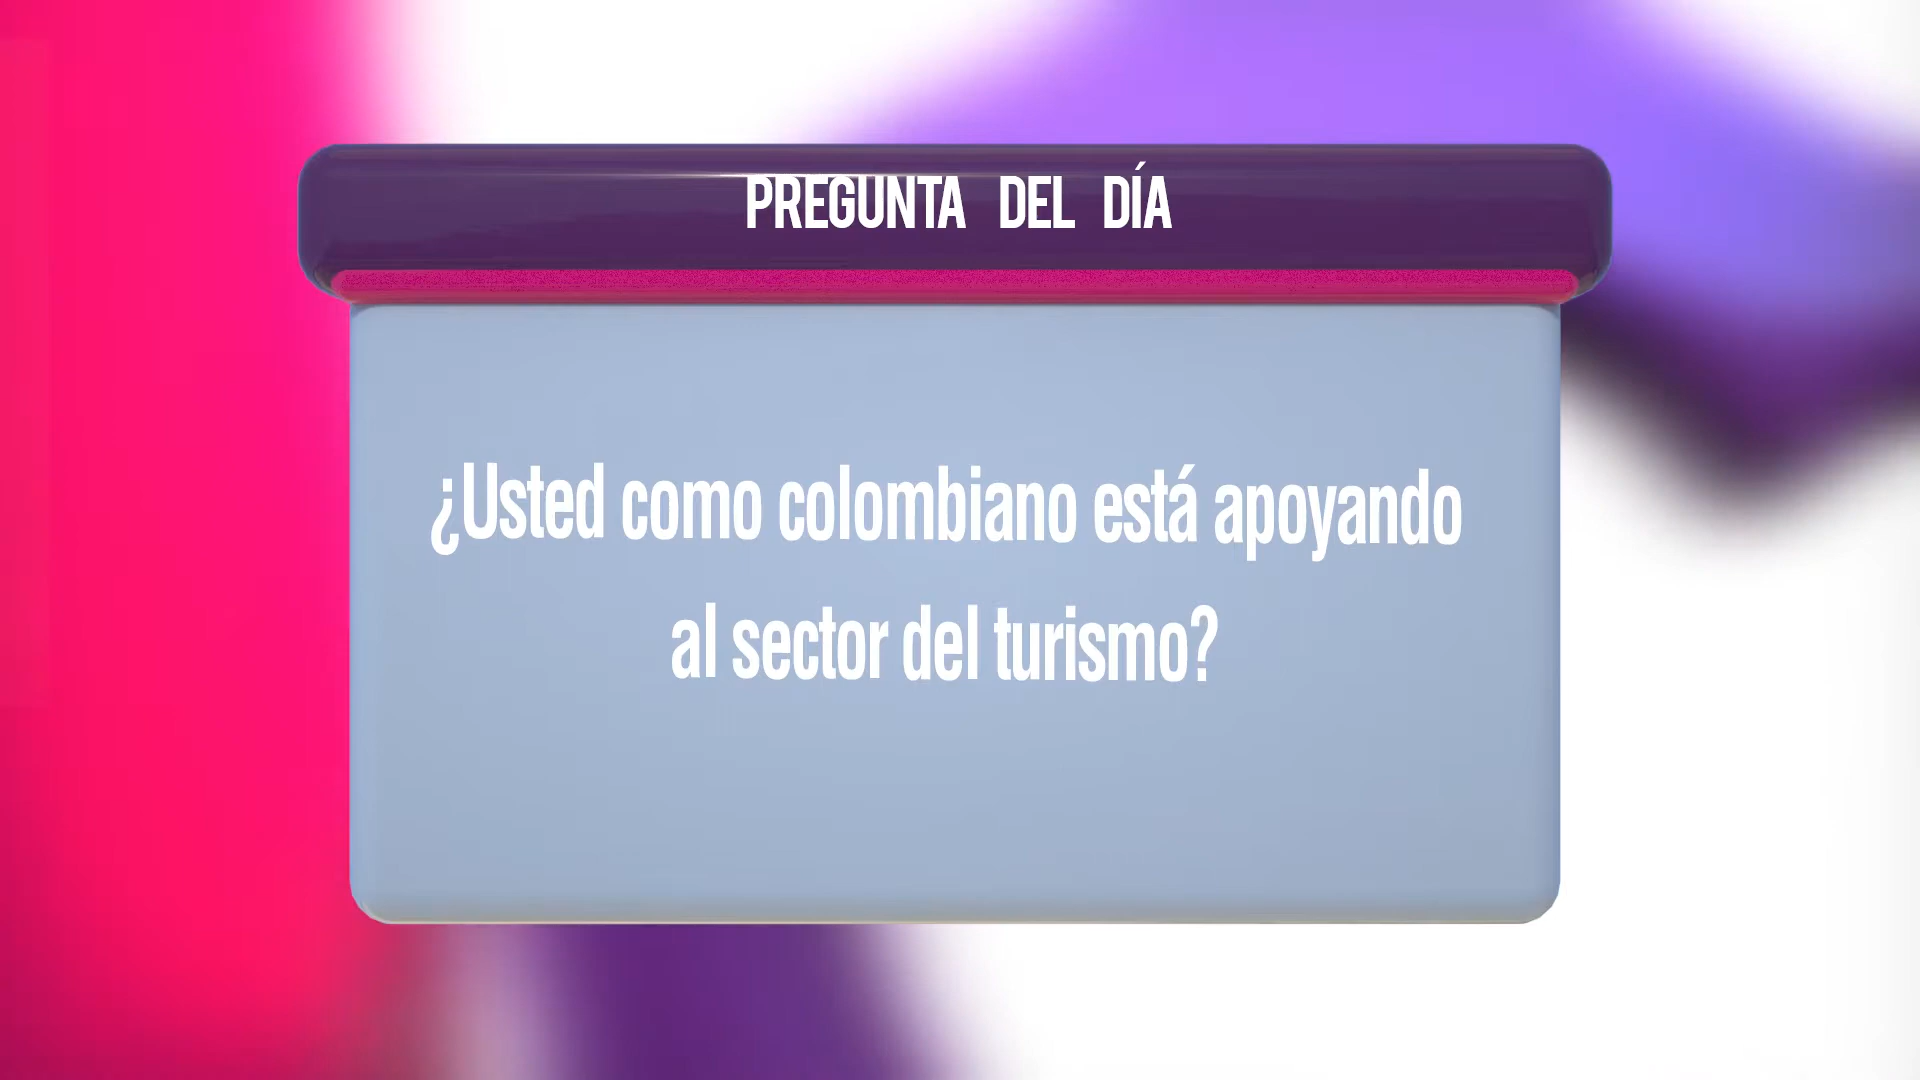 PREGUNTA DEL DÍA
¿Usted como colombiano está apoyando
al sector del turismo?